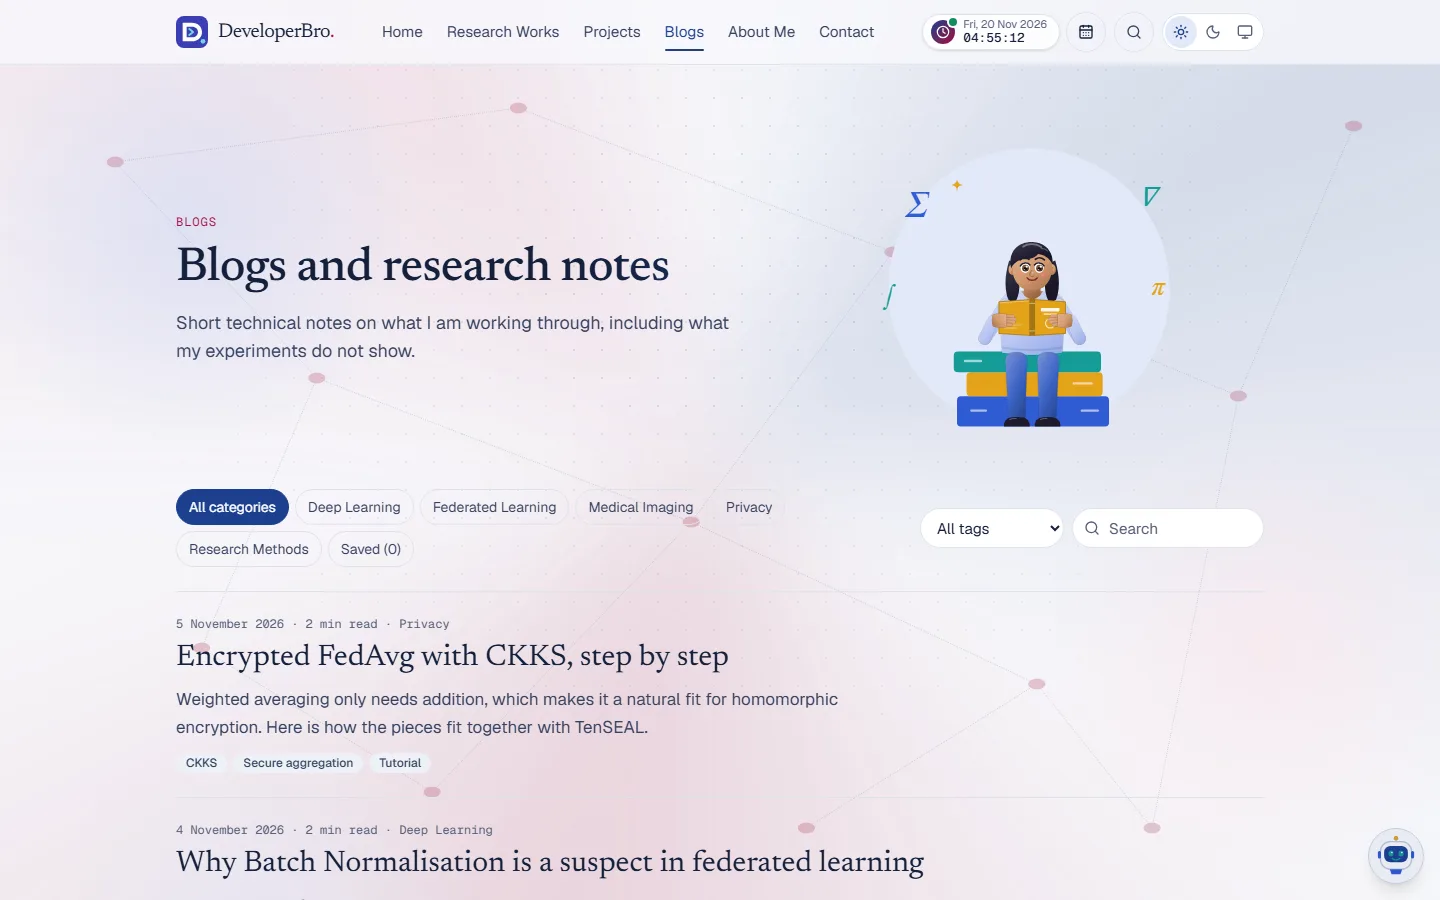 DeveloperBro.
Home Research Works Projects Blogs About Me Contact
Fri, 20 Nov 2026
04:55:12
Σ
∇
∫
π
BLOGS
Blogs and research notes
Short technical notes on what I am working through, including what
my experiments do not show.
All categories Deep Learning Federated Learning Medical Imaging Privacy
Research Methods Saved (0)
All tags Search
5 November 2026 · 2 min read · Privacy
Encrypted FedAvg with CKKS, step by step
Weighted averaging only needs addition, which makes it a natural fit for homomorphic
encryption. Here is how the pieces fit together with TenSEAL.
CKKS Secure aggregation Tutorial
4 November 2026 · 2 min read · Deep Learning
Why Batch Normalisation is a suspect in federated learning